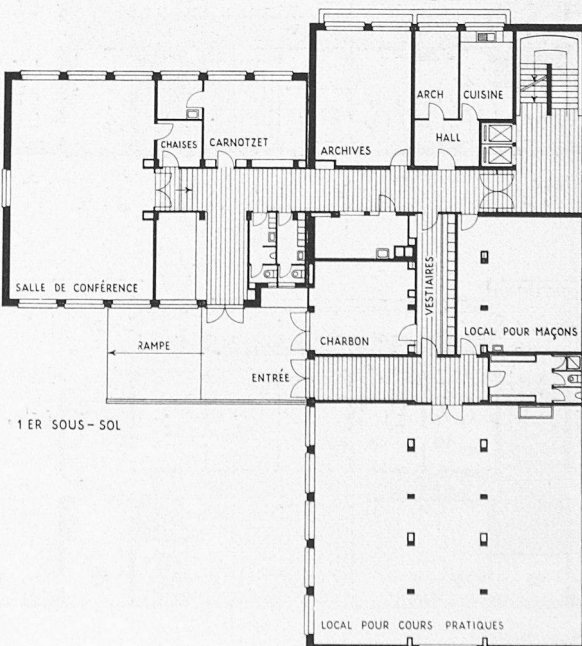 ARCH
CUISINE
CHAISES
CARNOTZET
ARCHIVES
HALL
SALLE DE CONFÉRENCE
VESTIAIRES
LOCAL POUR MAÇONS
RAMPE
CHARBON
ENTRÉE
1 ER SOUS-SOL
LOCAL POUR COURS PRATIQUES